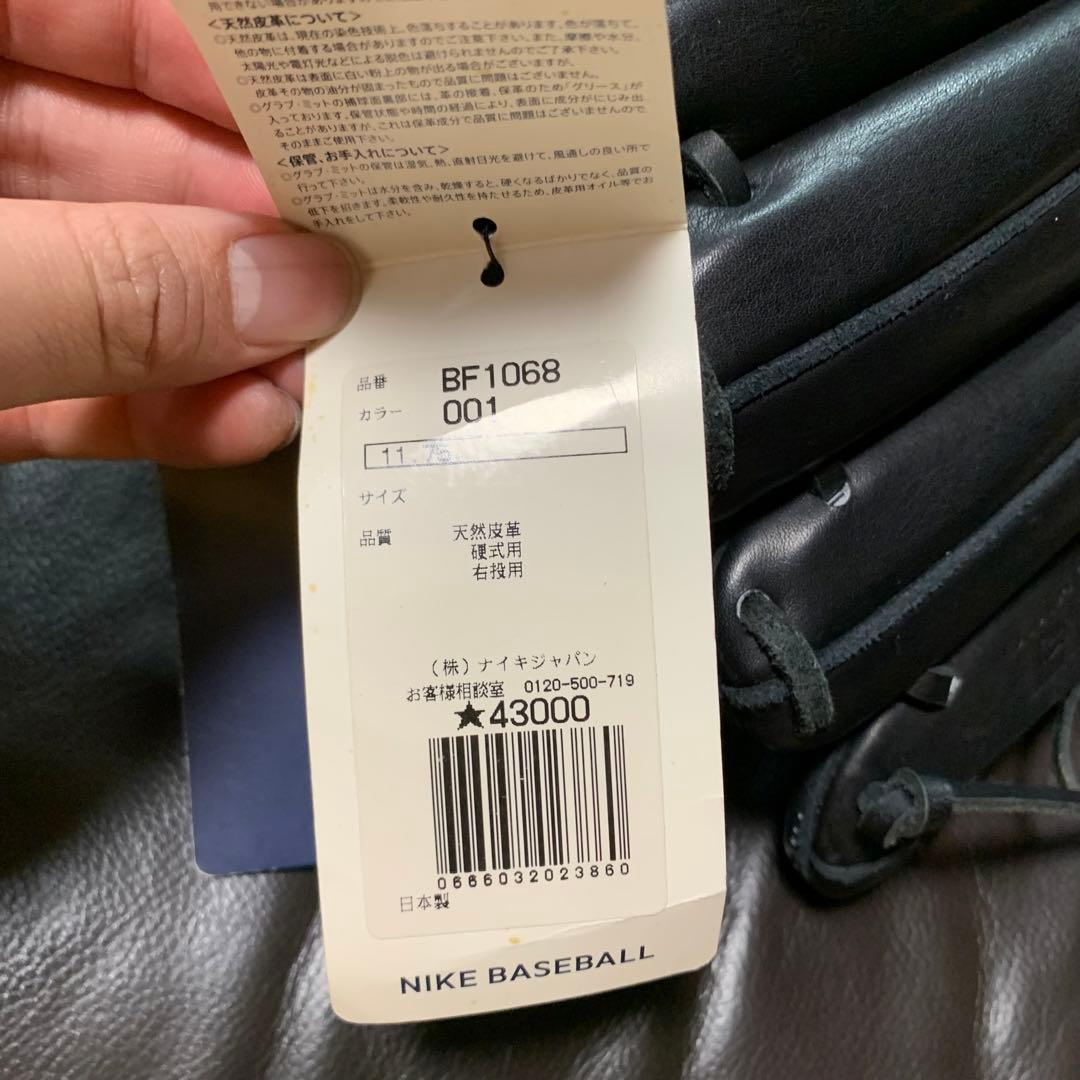 用できない場合があり
<天然皮革について>
◎天然皮革は、現在の染色技術上、色落ちすることがあります。色が落ちて、
他の物に付着する場合がありますのでご注意下さい。また、摩擦や水分、
太陽光や電灯光などによる脱色は避けられませんのでご了承下さい。
◎天然皮革は表面に白い粉上の物が出る場合がございますが、
皮革そのもの油分が固まったもので品質に問題はございません。
◎グラブ・ミットの捕球面裏部には、革の接着、保革のため「グリース」が
入っております。保管状態や時間の経過により、表面に成分がにじみ出
ることがありますが、これは保革成分で品質に問題はございませんので
そのままご使用下さい。
<保管、お手入れについて>
◎グラブ・ミットの保管は湿気、熱、直射日光を避けて、風通しの良い所で
行って下さい。
◎グラブ・ミットは水分を含み、乾燥すると、硬くなるばかりでなく、品質の
低下を招きます。柔軟性や耐久性を持たせるため、皮革用オイル等でお
手入れをして下さい。
品番 BF1068
カラー 001
11.75
サイズ
品質 天然皮革
硬式用
右投用
(株)ナイキジャパン
お客様相談室 0120-500-719
★43000
0666032023860
日本製
NIKE BASEBALL